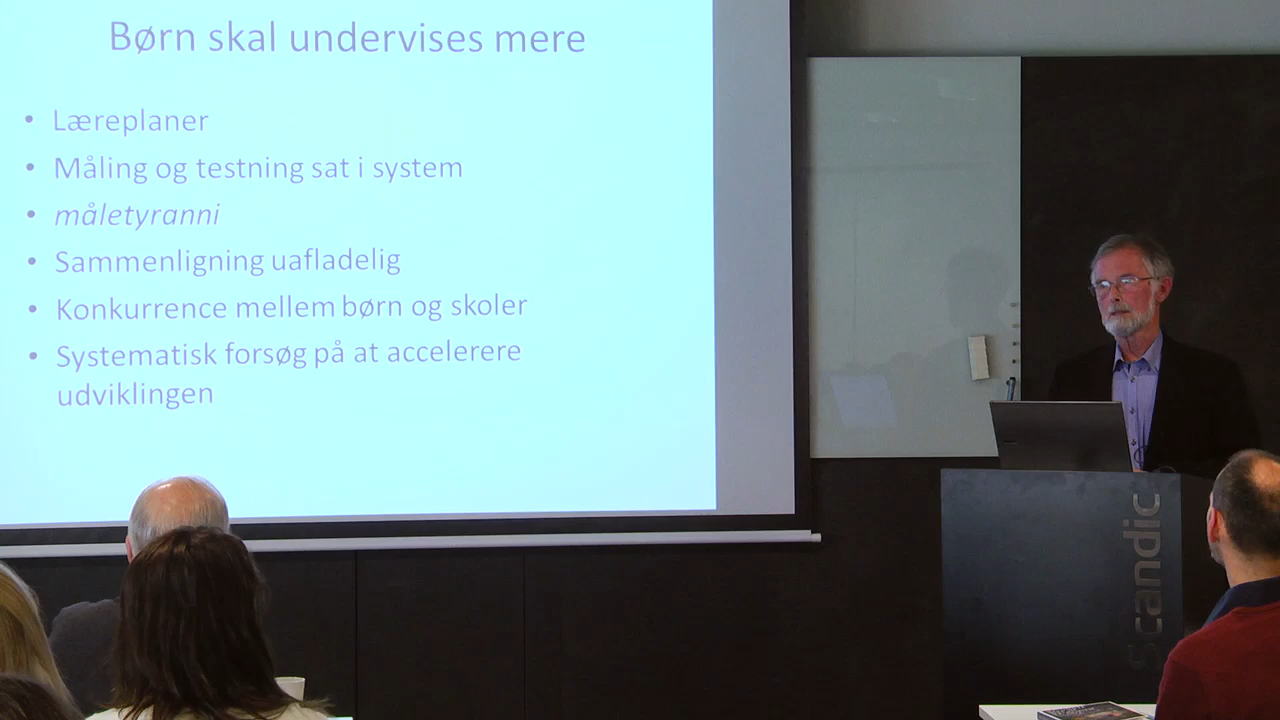 Børn skal undervises mere
• Læreplaner
• Måling og testning sat i system
• måletyranni
• Sammenligning uafladelig
• Konkurrence mellem børn og skoler
• Systematisk forsøg på at accelerere
udviklingen
Scandic